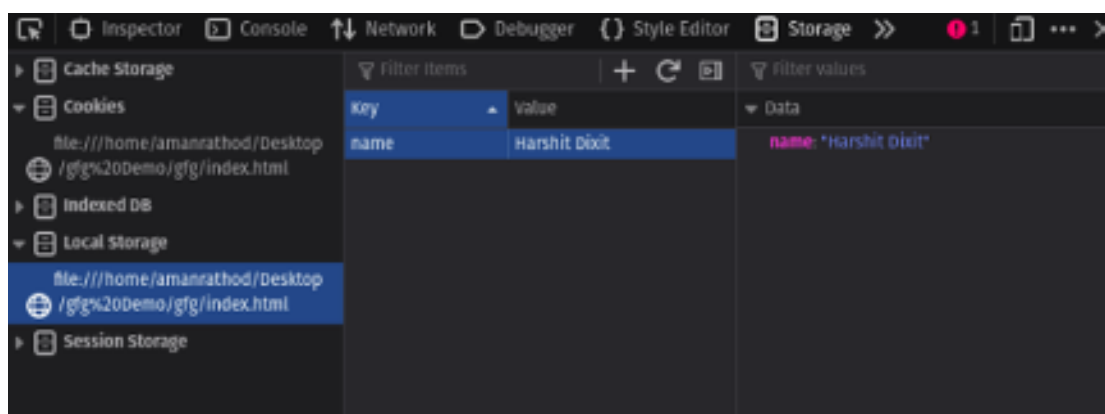 Inspector Console Network Debugger {} Style Editor Storage 1
Cache Storage
Cookies
file:///home/amanrathod/Desktop
/gfg%20Demo/gfg/index.html
Indexed DB
Local Storage
file:///home/amanrathod/Desktop
/gfg%20Demo/gfg/index.html
Session Storage
Filter Items
Key Value
name Harshit Dixit
Filter values
Data
name: "Harshit Dixit"